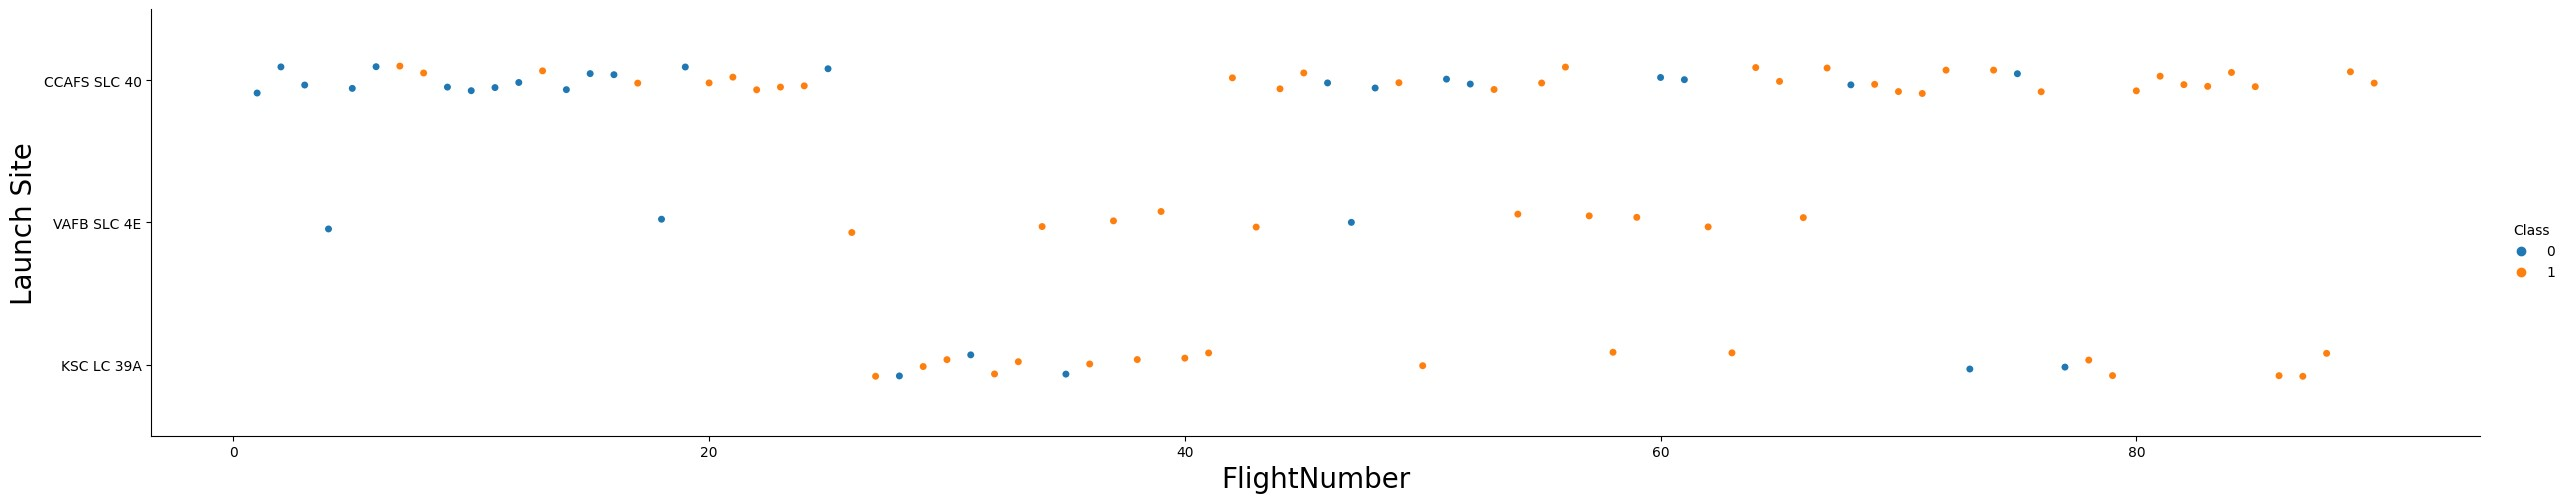 CCAFS SLC 40
VAFB SLC 4E
KSC LC 39A
Launch Site
0 20 40 60 80
FlightNumber
Class
0
1